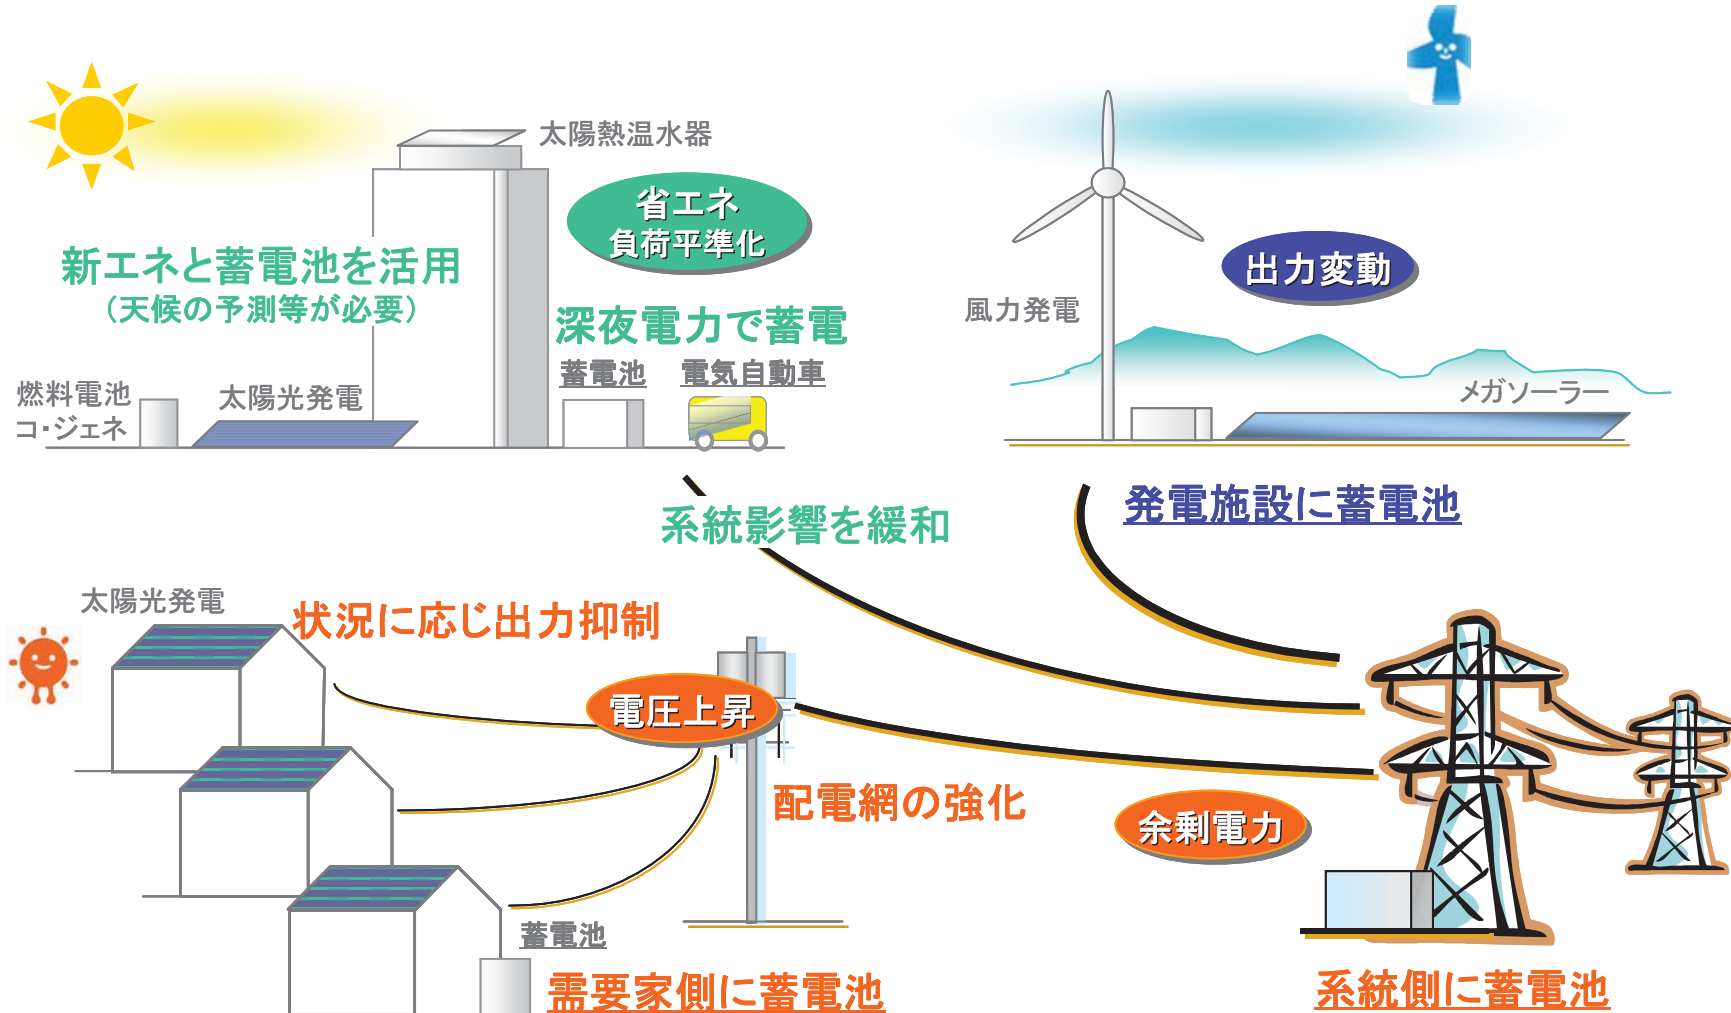 太陽熱温水器
省エネ
負荷平準化
新エネと蓄電池を活用
（天候の予測等が必要）
深夜電力で蓄電
蓄電池
電気自動車
燃料電池
コ・ジェネ
太陽光発電
出力変動
風力発電
メガソーラー
発電施設に蓄電池
系統影響を緩和
太陽光発電
状況に応じ出力抑制
電圧上昇
配電網の強化
余剰電力
蓄電池
需要家側に蓄電池
系統側に蓄電池